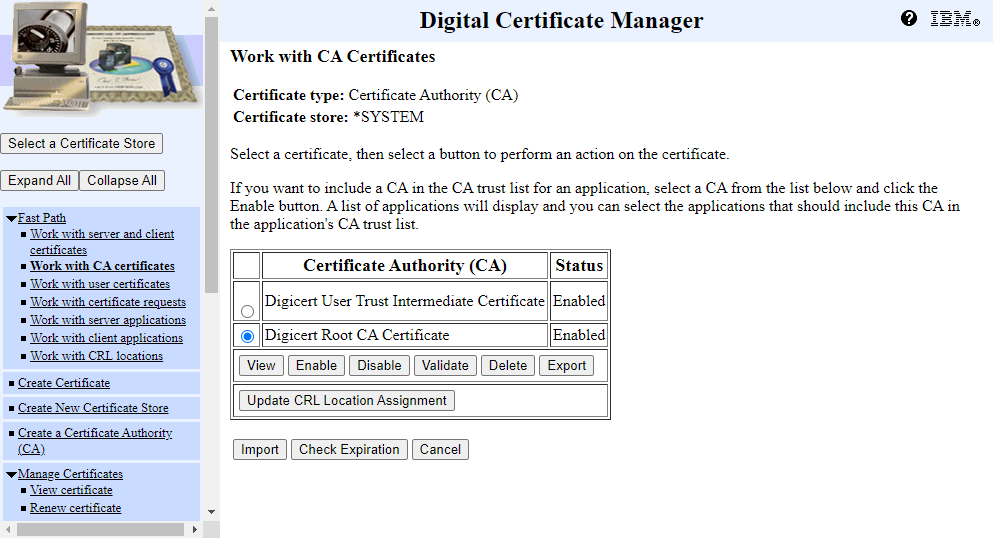 Digital Certificate Manager
? IBM®
Select a Certificate Store
Expand All Collapse All
Fast Path
Work with server and client
certificates
Work with CA certificates
Work with user certificates
Work with certificate requests
Work with server applications
Work with client applications
Work with CRL locations
Create Certificate
Create New Certificate Store
Create a Certificate Authority
(CA)
Manage Certificates
View certificate
Renew certificate
Work with CA Certificates
Certificate type: Certificate Authority (CA)
Certificate store: *SYSTEM
Select a certificate, then select a button to perform an action on the certificate.
If you want to include a CA in the CA trust list for an application, select a CA from the list below and click the
Enable button. A list of applications will display and you can select the applications that should include this CA in
the application's CA trust list.
Certificate Authority (CA) Status
Digicert User Trust Intermediate Certificate Enabled
Digicert Root CA Certificate Enabled
View Enable Disable Validate Delete Export
Update CRL Location Assignment
Import Check Expiration Cancel